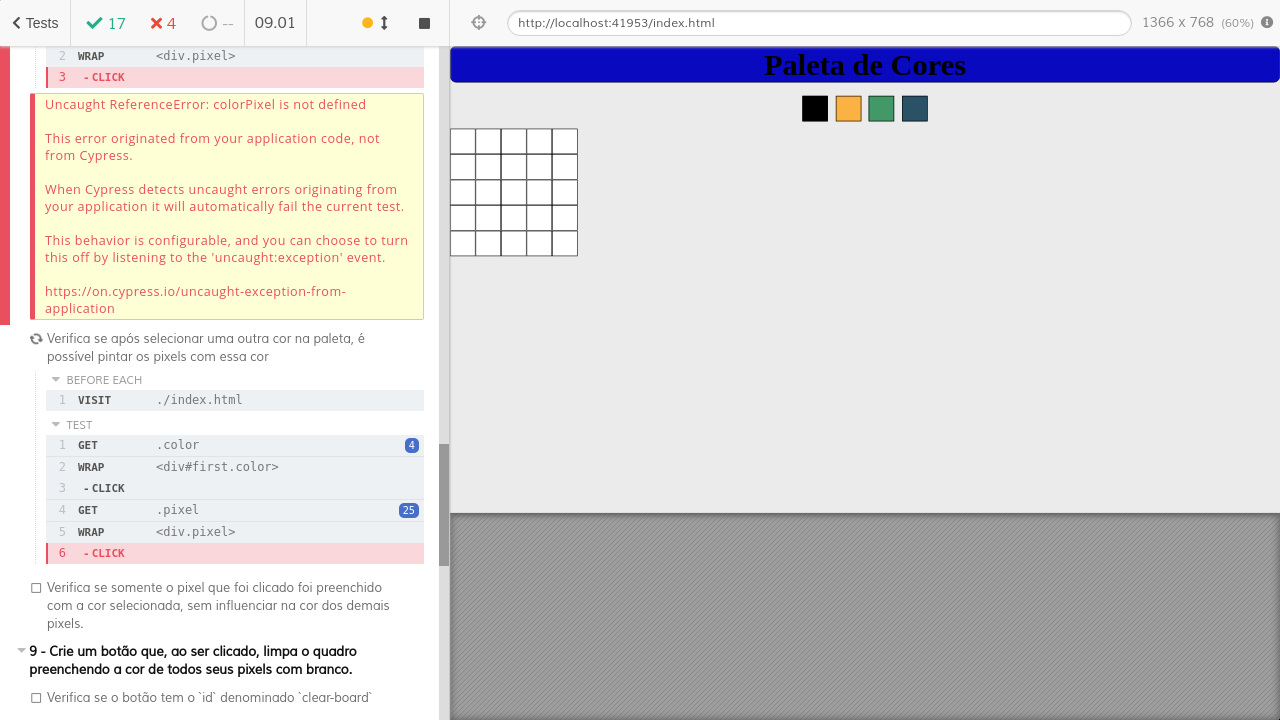 Tests
17
4
--
09.01
http://localhost:41953/index.html
1366 x 768 (60%)
2 WRAP <div.pixel>
3 - CLICK
Uncaught ReferenceError: colorPixel is not defined
This error originated from your application code, not
from Cypress.
When Cypress detects uncaught errors originating from
your application it will automatically fail the current test.
This behavior is configurable, and you can choose to turn
this off by listening to the 'uncaught:exception' event.
https://on.cypress.io/uncaught-exception-from-
application
Verifica se após selecionar uma outra cor na paleta, é
possível pintar os pixels com essa cor
BEFORE EACH
1 VISIT ./index.html
TEST
1 GET .color 4
2 WRAP <div#first.color>
3 - CLICK
4 GET .pixel 25
5 WRAP <div.pixel>
6 - CLICK
Verifica se somente o pixel que foi clicado foi preenchido
com a cor selecionada, sem influenciar na cor dos demais
pixels.
9 - Crie um botão que, ao ser clicado, limpa o quadro
preenchendo a cor de todos seus pixels com branco.
Verifica se o botão tem o `id` denominado `clear-board`
Paleta de Cores